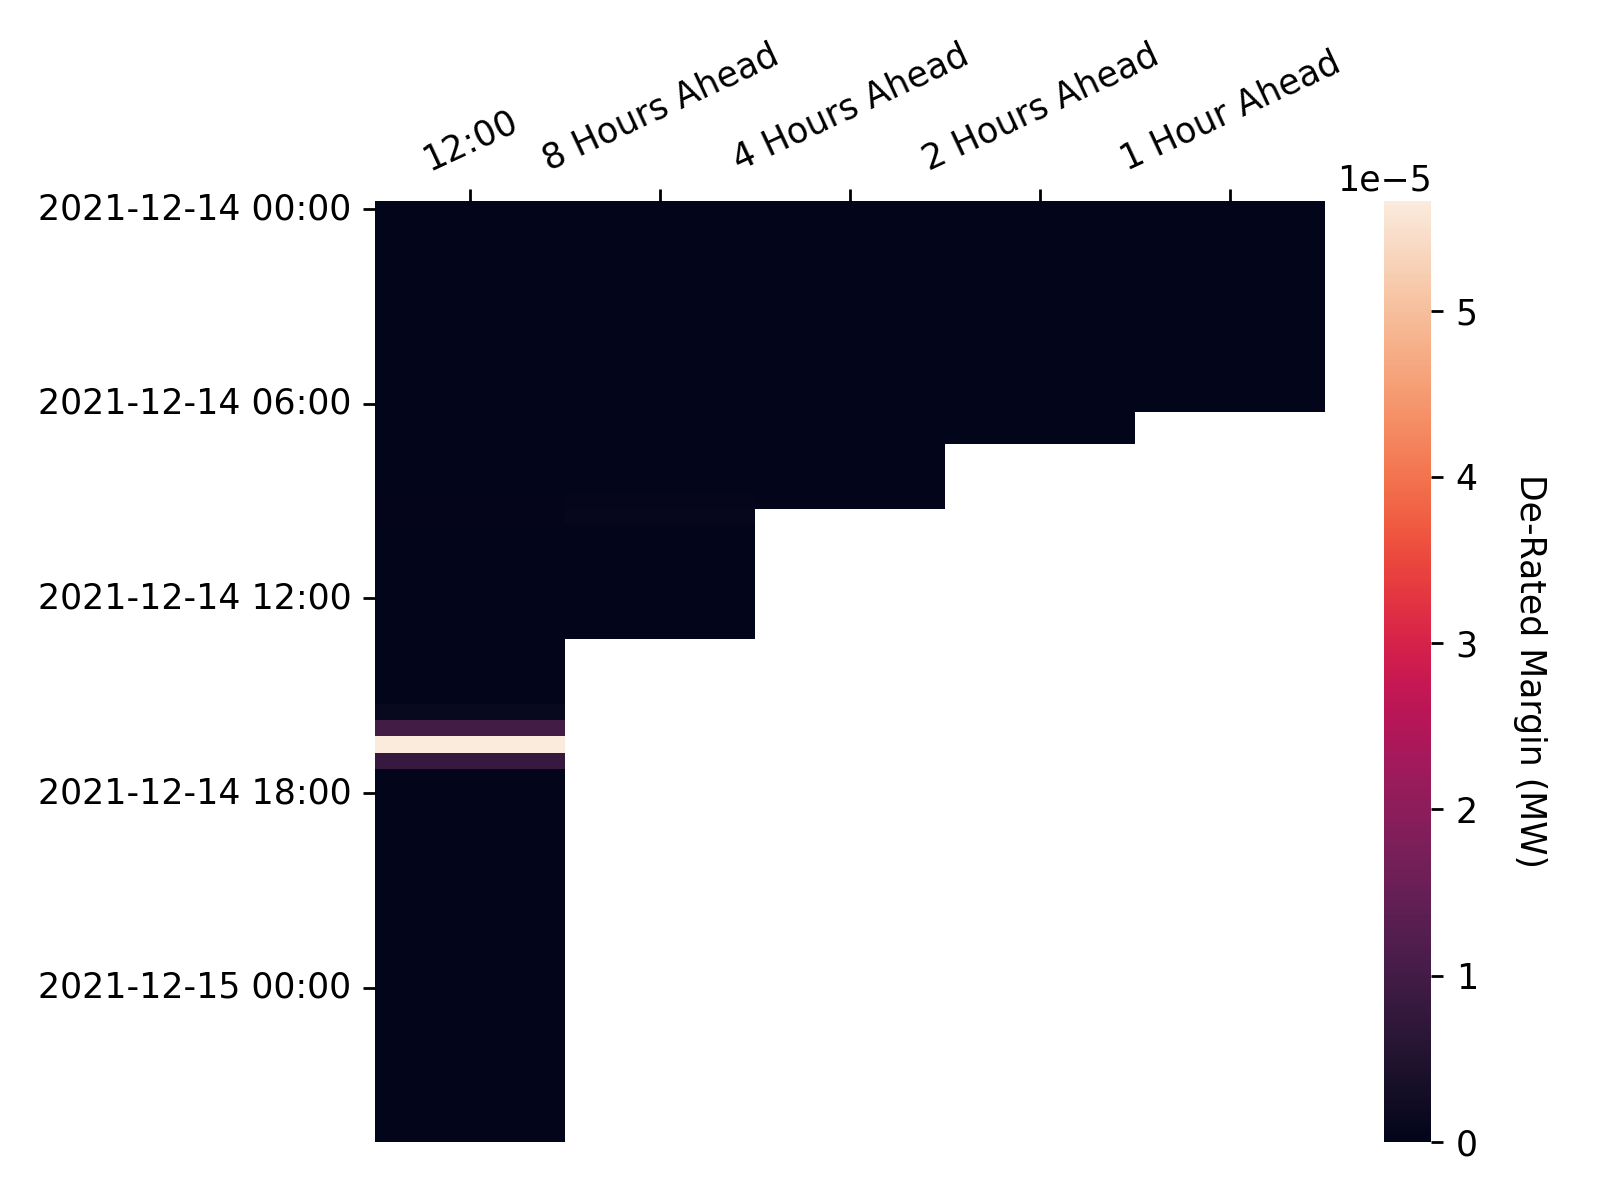 12:00
8 Hours Ahead
4 Hours Ahead
2 Hours Ahead
1 Hour Ahead
1e−5
2021-12-14 00:00
2021-12-14 06:00
2021-12-14 12:00
2021-12-14 18:00
2021-12-15 00:00
5
4
3
2
1
0
De-Rated Margin (MW)